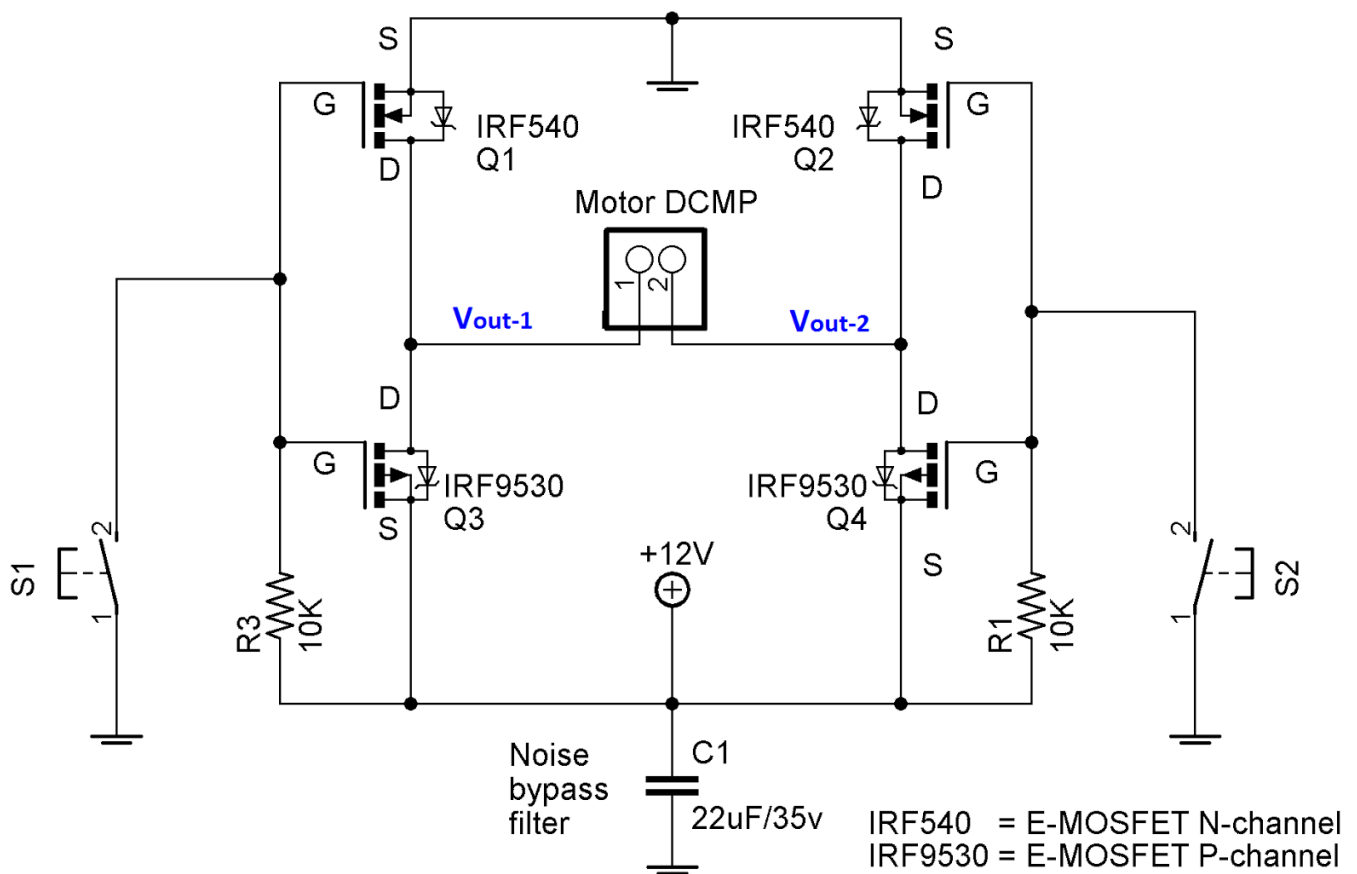 S
S
G
G
IRF540
Q1
IRF540
Q2
D
D
Motor DCMP
1
2
Vout-1
Vout-2
D
D
G
G
IRF9530
Q3
IRF9530
Q4
S
S
+12V
S1
2
1
R3
10K
R1
10K
2
1
S2
Noise
bypass
filter
C1
22uF/35v
IRF540 = E-MOSFET N-channel
IRF9530 = E-MOSFET P-channel